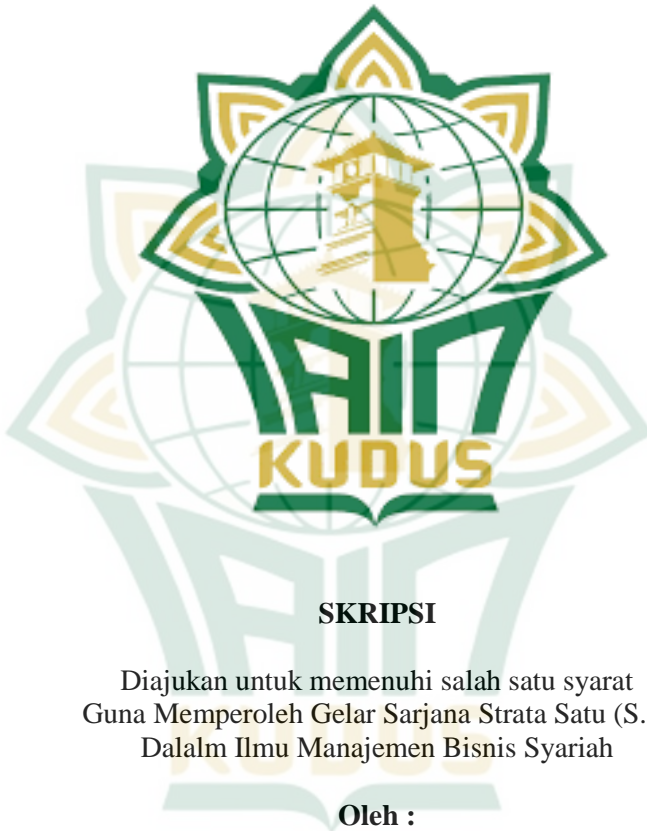 IAIN
KUDUS
SKRIPSI
Diajukan untuk memenuhi salah satu syarat
Guna Memperoleh Gelar Sarjana Strata Satu (S.
Dalalm Ilmu Manajemen Bisnis Syariah
Oleh :